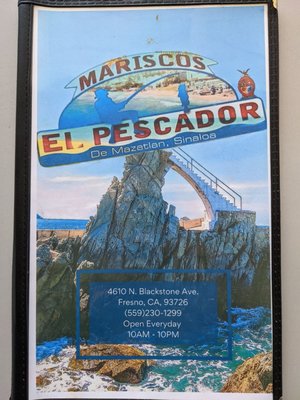 MARISCOS
EL PESCADOR
De Mazatlan, Sinaloa
4610 N. Blackstone Ave.
Fresno, CA, 93726
(559)230-1299
Open Everyday
10AM - 10PM